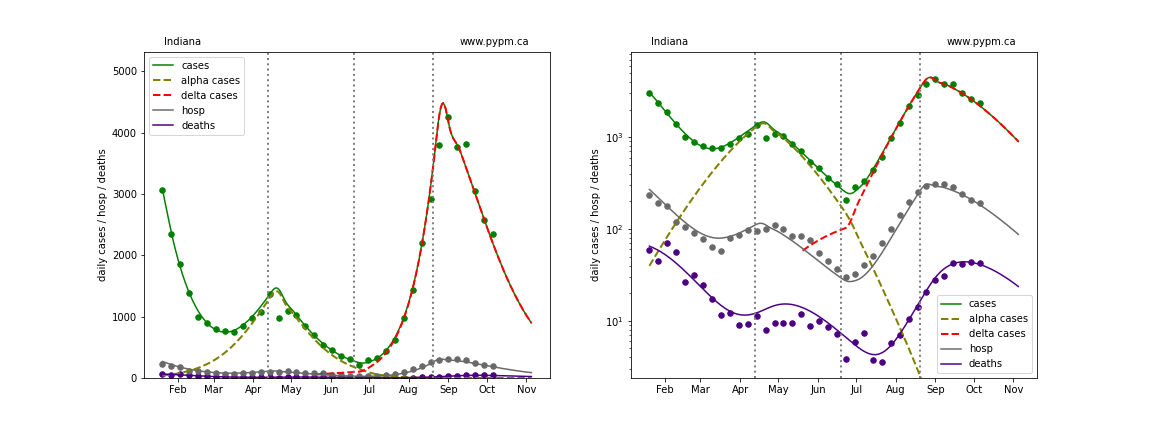 Indiana
www.pypm.ca
daily cases / hosp / deaths
5000
4000
3000
2000
1000
0
cases
alpha cases
delta cases
hosp
deaths
Feb Mar Apr May Jun Jul Aug Sep Oct Nov
Indiana
www.pypm.ca
daily cases / hosp / deaths
10³
10²
10¹
cases
alpha cases
delta cases
hosp
deaths
Feb Mar Apr May Jun Jul Aug Sep Oct Nov